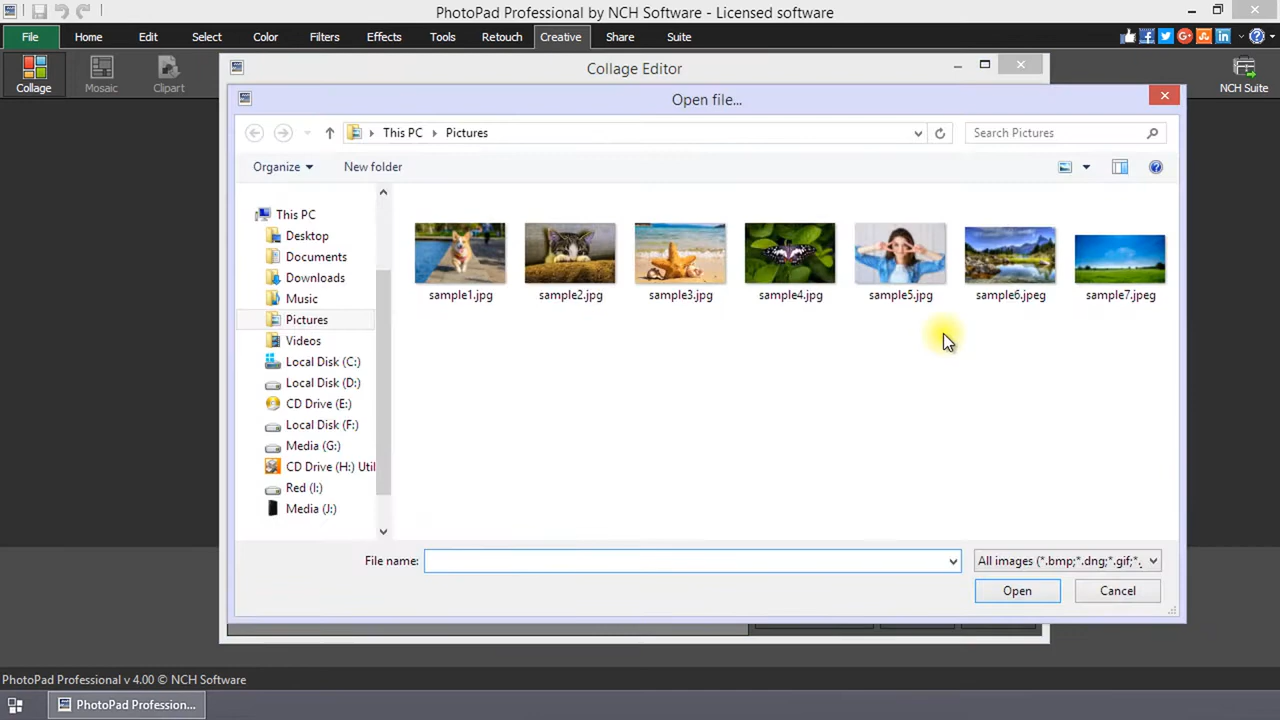 PhotoPad Professional by NCH Software - Licensed software
File Home Edit Select Color Filters Effects Tools Retouch Creative Share Suite
Collage Mosaic Clipart NCH Suite
Collage Editor
Open file...
This PC Pictures Search Pictures
Organize New folder
This PC
Desktop
Documents
Downloads
Music
Pictures
Videos
Local Disk (C:)
Local Disk (D:)
CD Drive (E:)
Local Disk (F:)
Media (G:)
CD Drive (H:) Util
Red (I:)
Media (J:)
sample1.jpg sample2.jpg sample3.jpg sample4.jpg sample5.jpg sample6.jpeg sample7.jpeg
File name: All images (*.bmp;*.dng;*.gif;*.
Open Cancel
PhotoPad Professional v 4.00 © NCH Software
PhotoPad Profession...